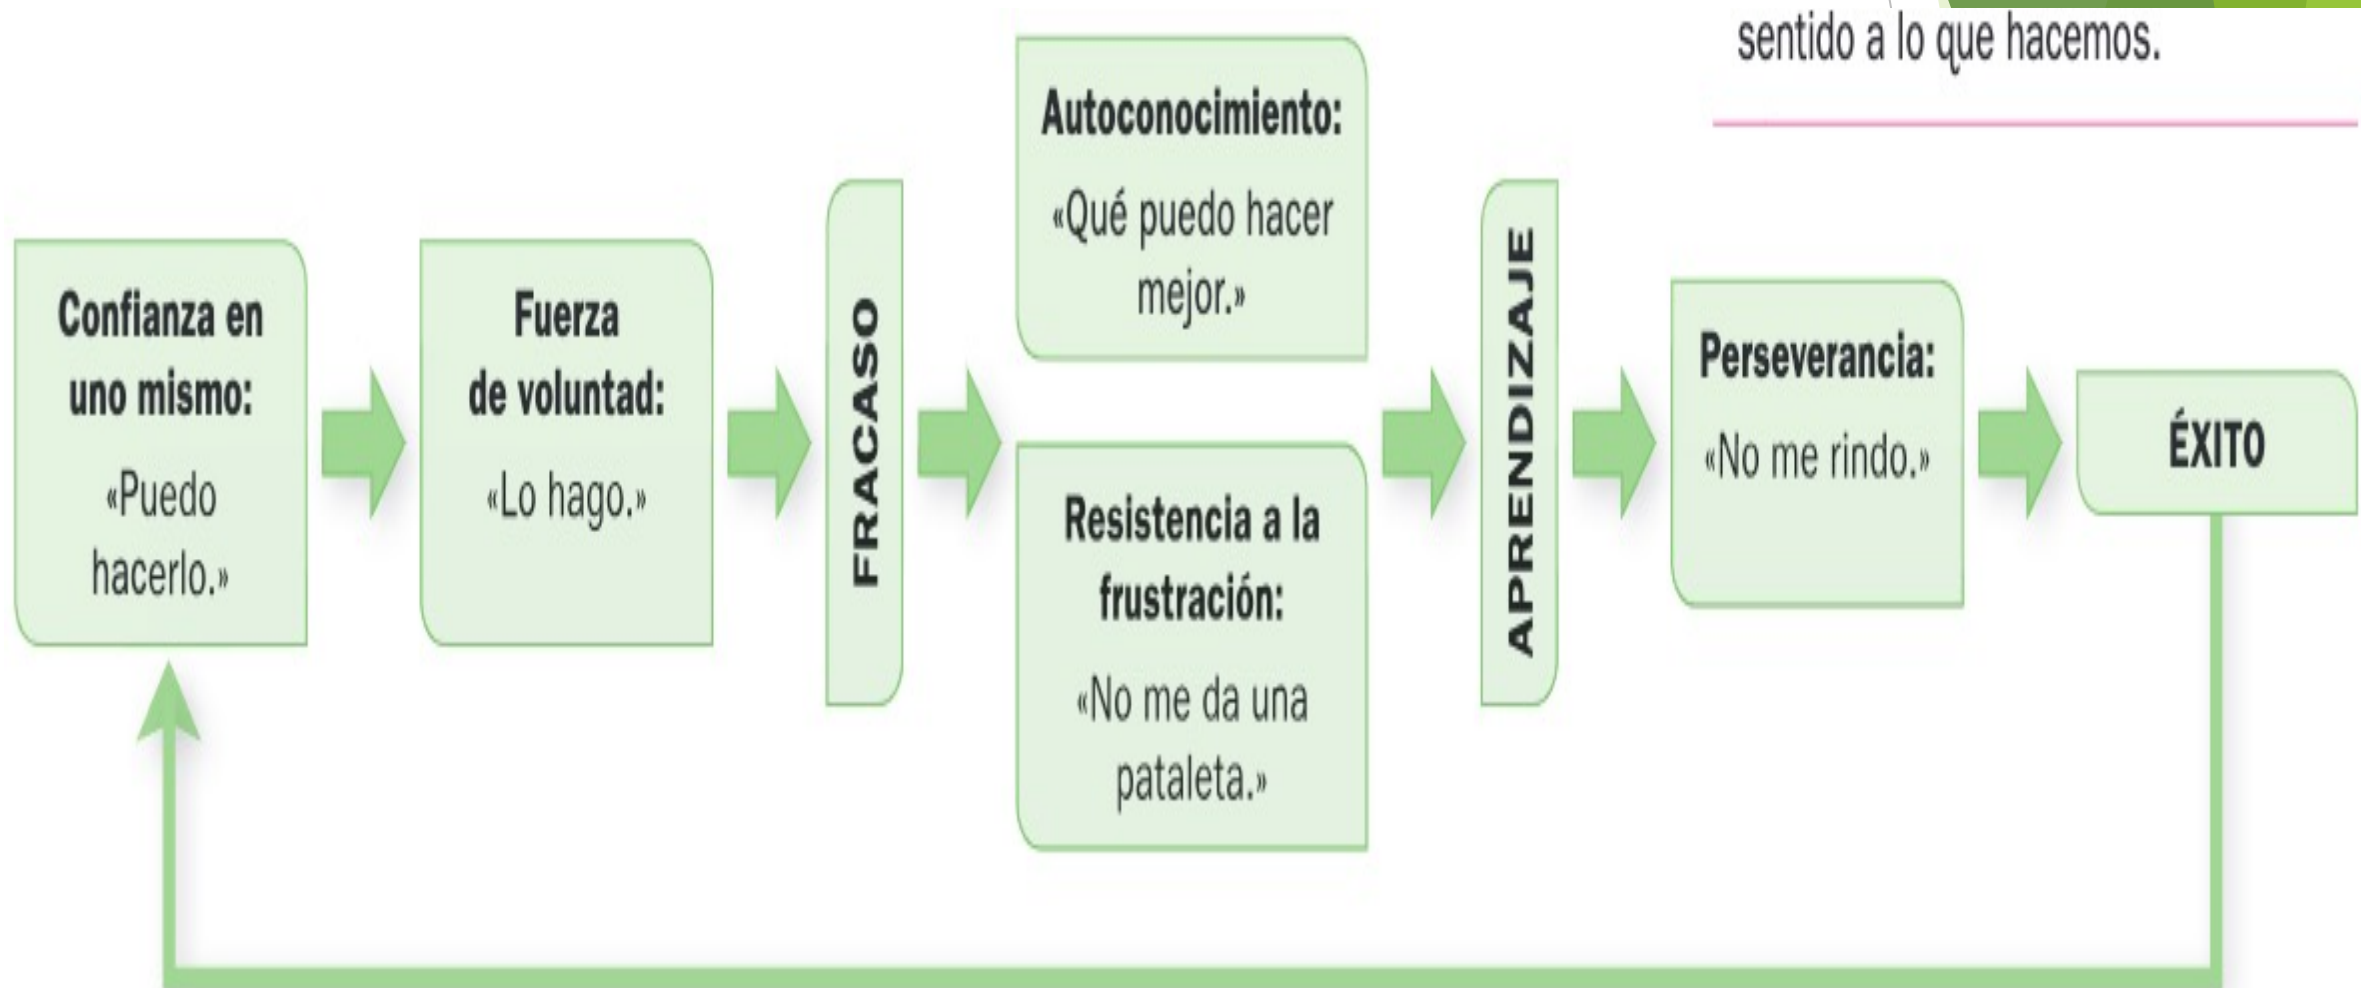 sentido a lo que hacemos.
Confianza en
uno mismo:
«Puedo
hacerlo.»
Fuerza
de voluntad:
«Lo hago.»
FRACASO
Autoconocimiento:
«Qué puedo hacer
mejor.»
Resistencia a la
frustración:
«No me da una
pataleta.»
APRENDIZAJE
Perseverancia:
«No me rindo.»
ÉXITO